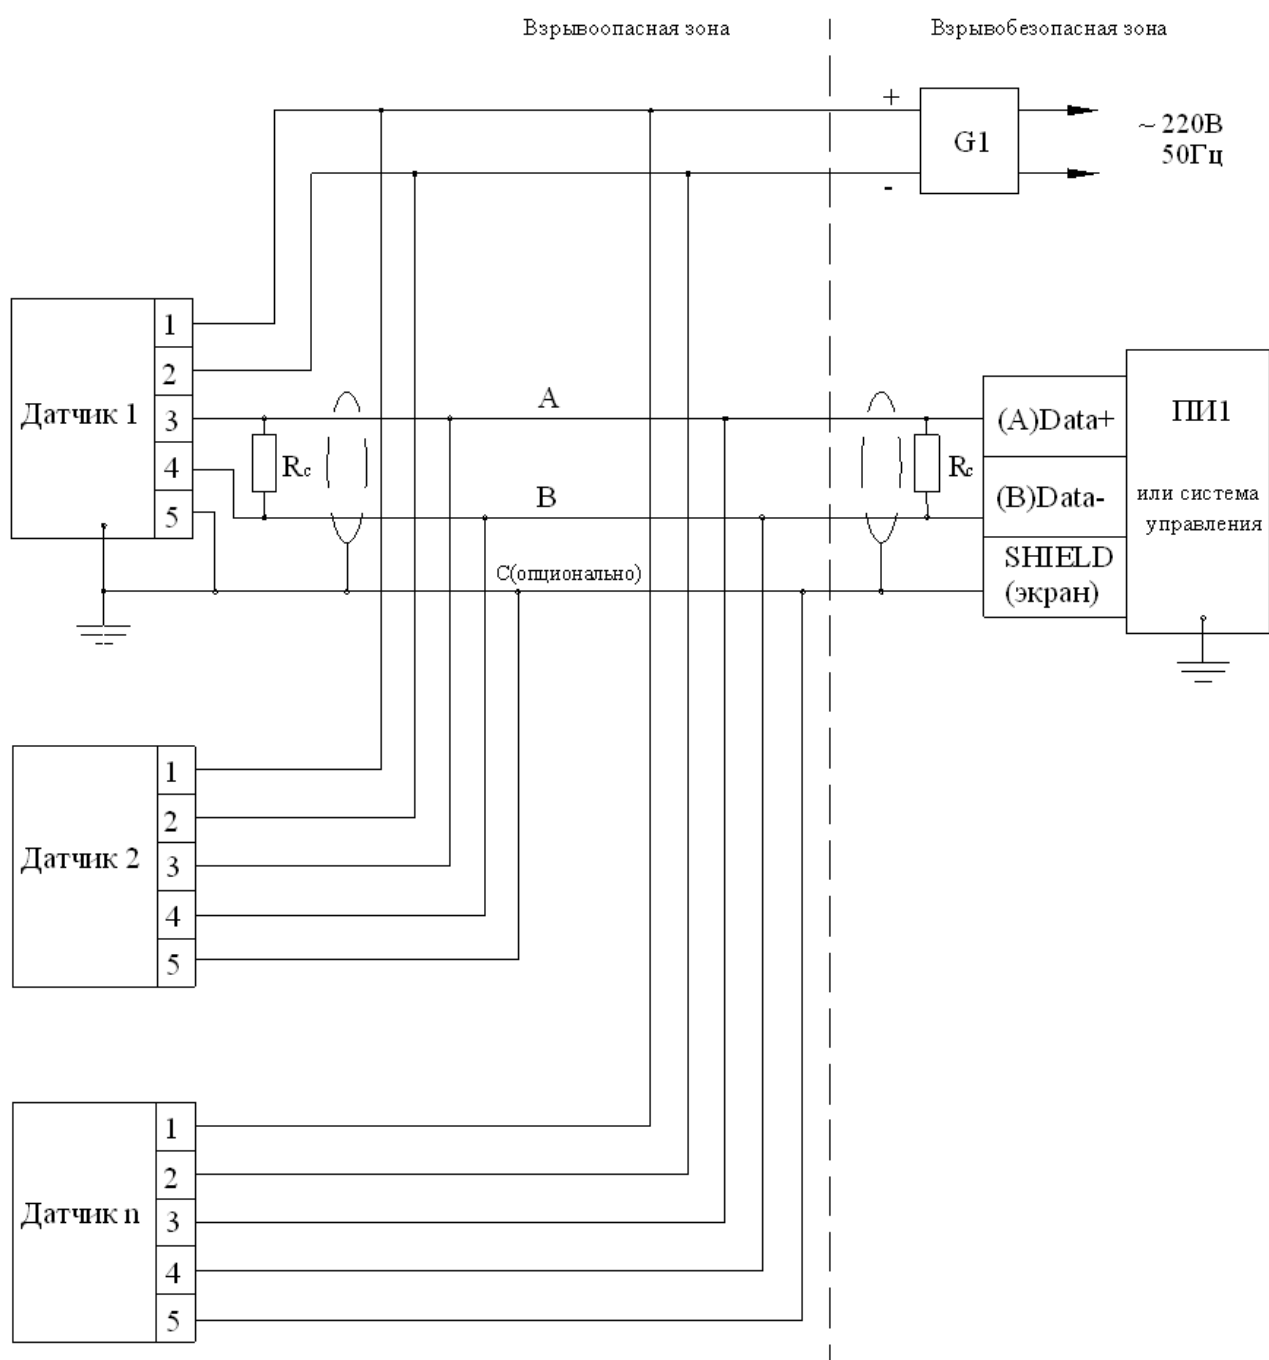 Взрывоопасная зона
Взрывобезопасная зона
+
G1
-
~ 220В
50Гц
1
2
3
4
5
Датчик 1
Rc
A
B
C(опционально)
Rc
(A)Data+
(B)Data-
SHIELD
(экран)
ПИ1
или система
управления
1
2
3
4
5
Датчик 2
1
2
3
4
5
Датчик n